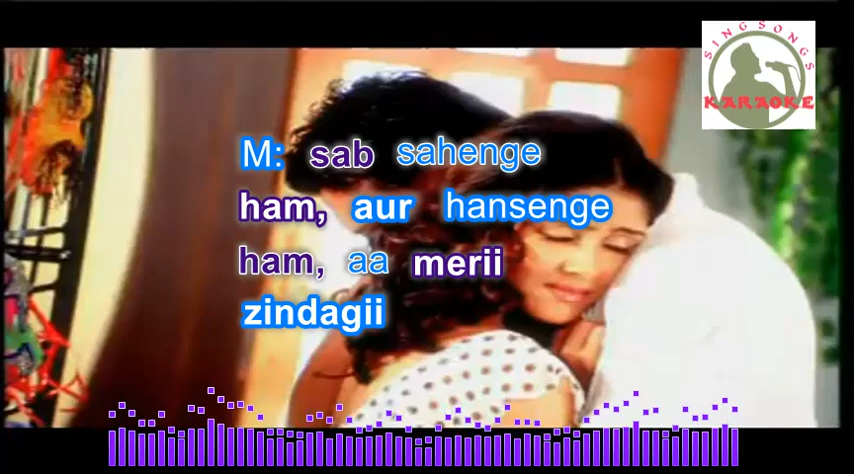 SING SONGS
KARAOKE
M: sab sahenge
ham, aur hansenge
ham, aa merii
zindagii